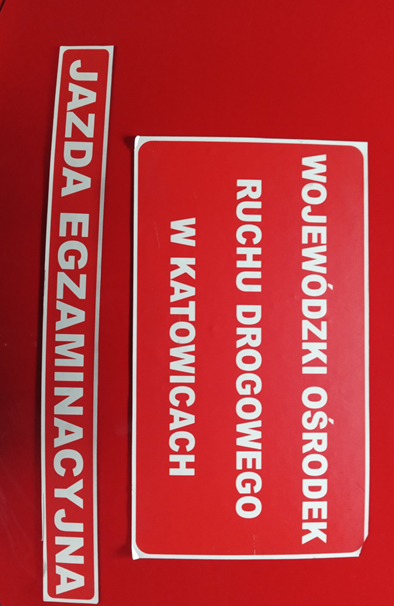 WOJEWÓDZKI OŚRODEK
RUCHU DROGOWEGO
W KATOWICACH
JAZDA EGZAMINACYJNA